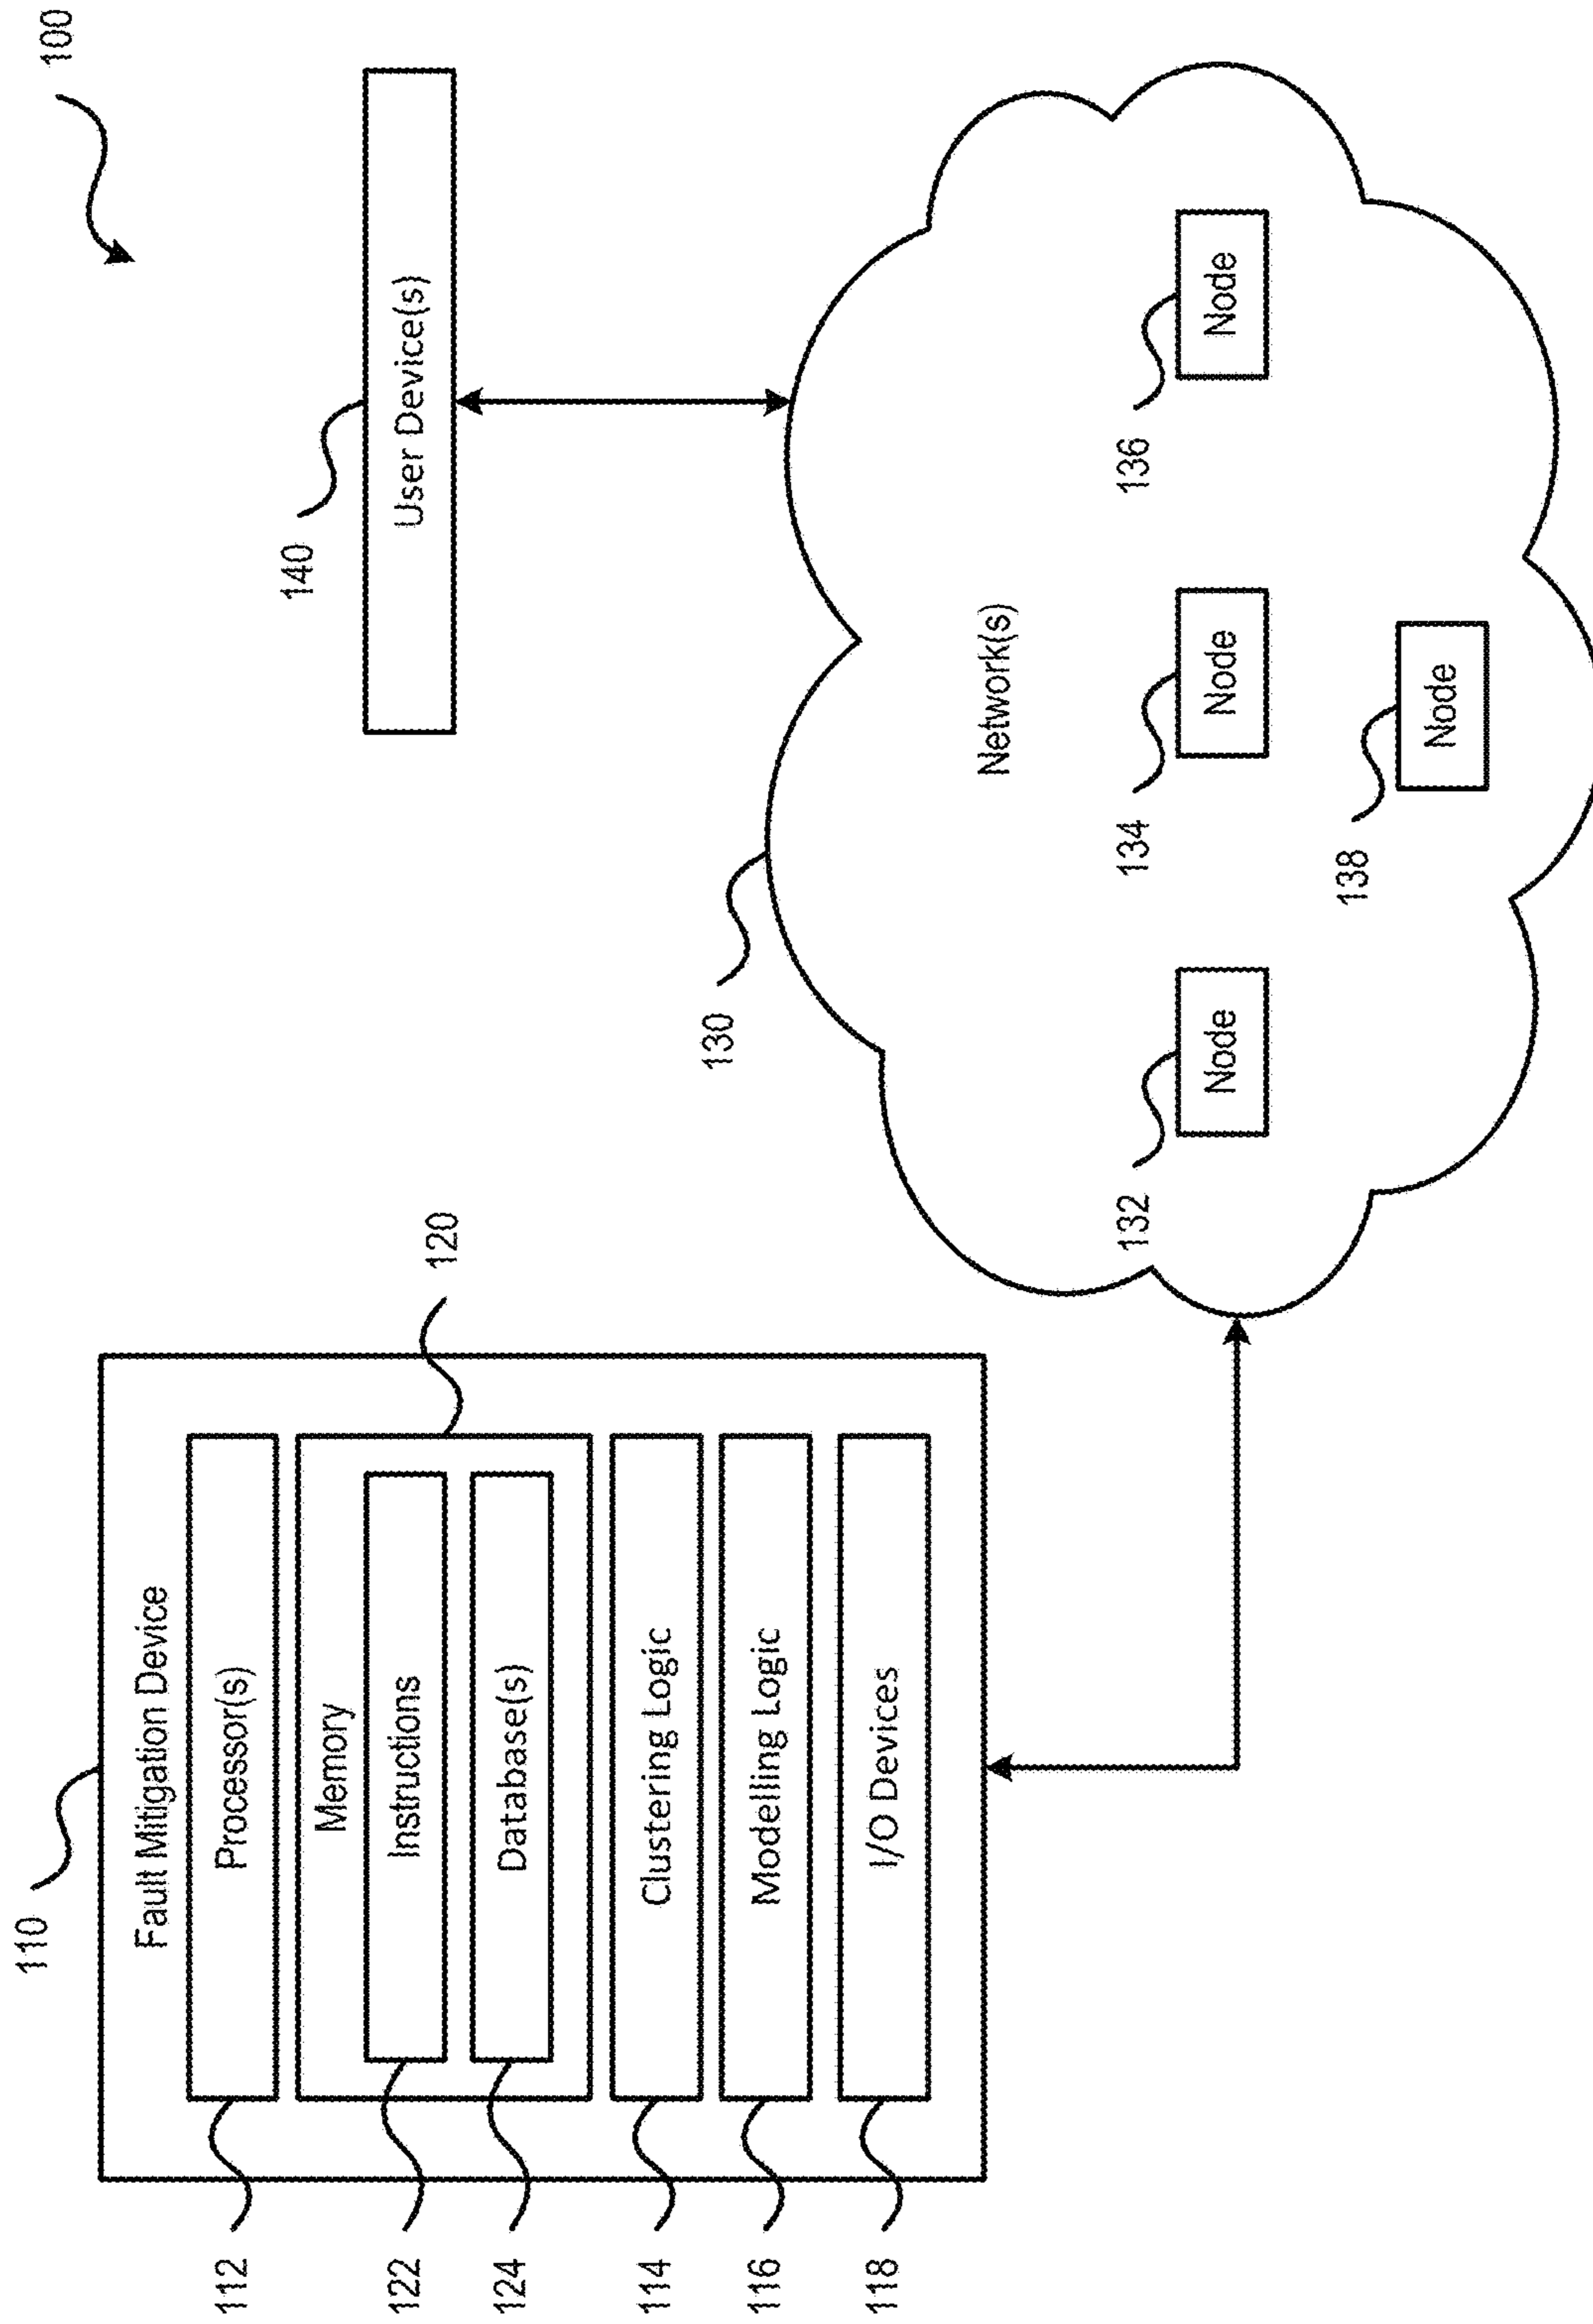 100
110
Fault Mitigation Device
112
Processor(s)
120
Memory
122
Instructions
124
Database(s)
114
Clustering Logic
116
Modelling Logic
118
I/O Devices
140
User Device(s)
130
Network(s)
132
Node
134
Node
136
Node
138
Node